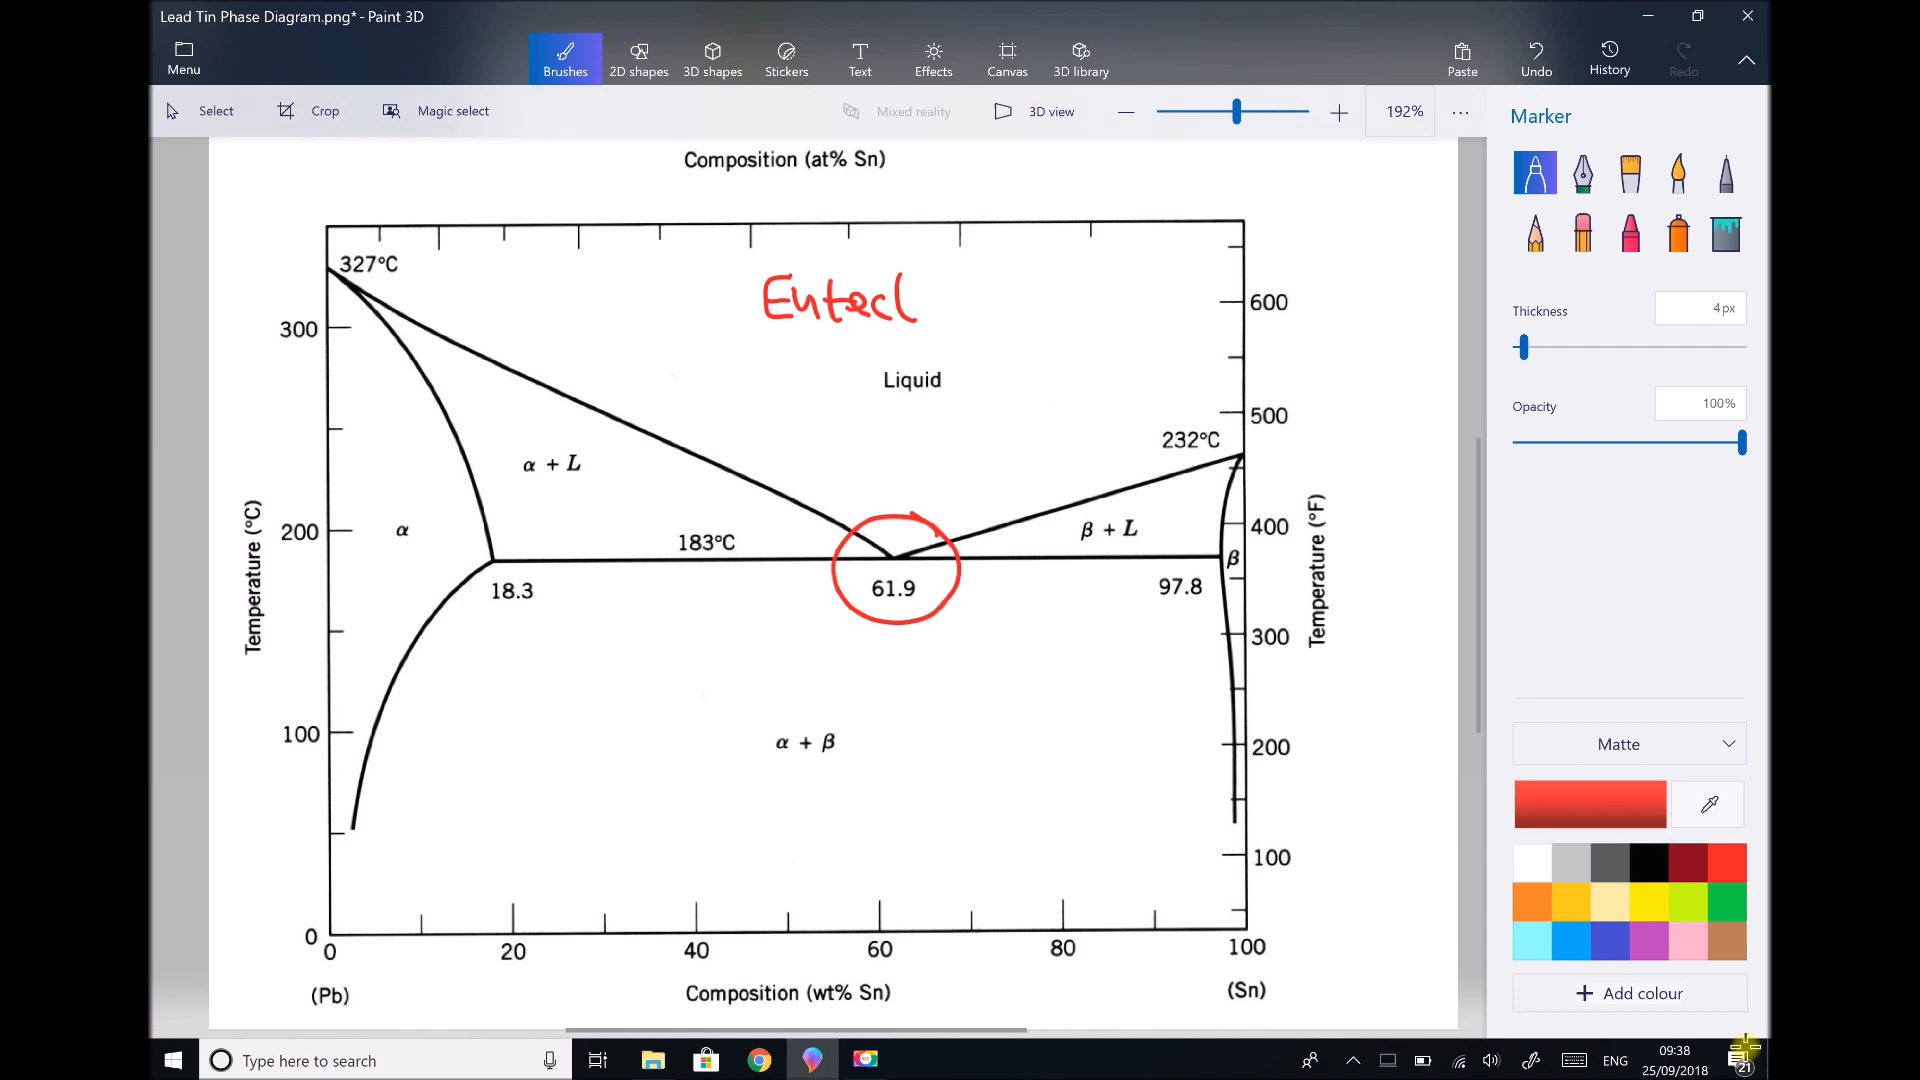 Lead Tin Phase Diagram.png* - Paint 3D
Menu
Brushes 2D shapes 3D shapes Stickers Text Effects Canvas 3D library
Paste Undo History Redo
Select Crop Magic select Mixed reality 3D view 192%
Marker
Thickness 4px
Opacity 100%
Matte
Add colour
Composition (at% Sn)
327°C
Eutecl
Liquid
232°C
α + L
α
183°C
β + L
β
18.3
61.9
97.8
α + β
Temperature (°C)
300
200
100
0
Temperature (°F)
600
500
400
300
200
100
0 20 40 60 80 100
(Pb) Composition (wt% Sn) (Sn)
Type here to search
ENG
09:38
25/09/2018
21